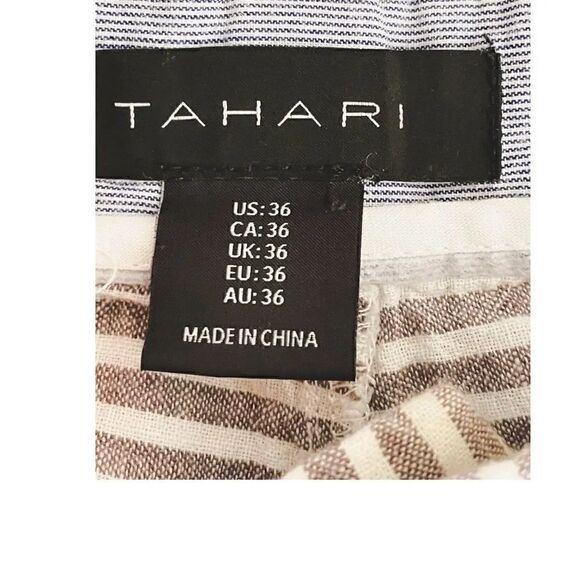 TAHARI
US: 36
CA: 36
UK: 36
EU: 36
AU: 36
MADE IN CHINA